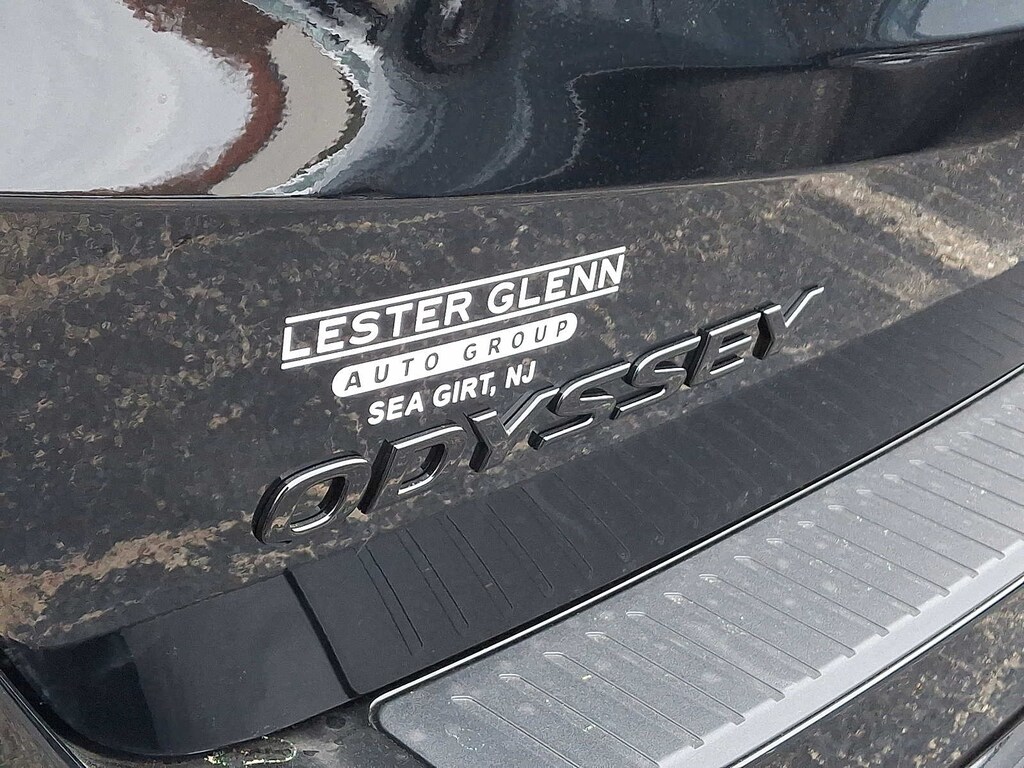 LESTER GLENN
AUTO GROUP
SEA GIRT, NJ
ODYSSEY